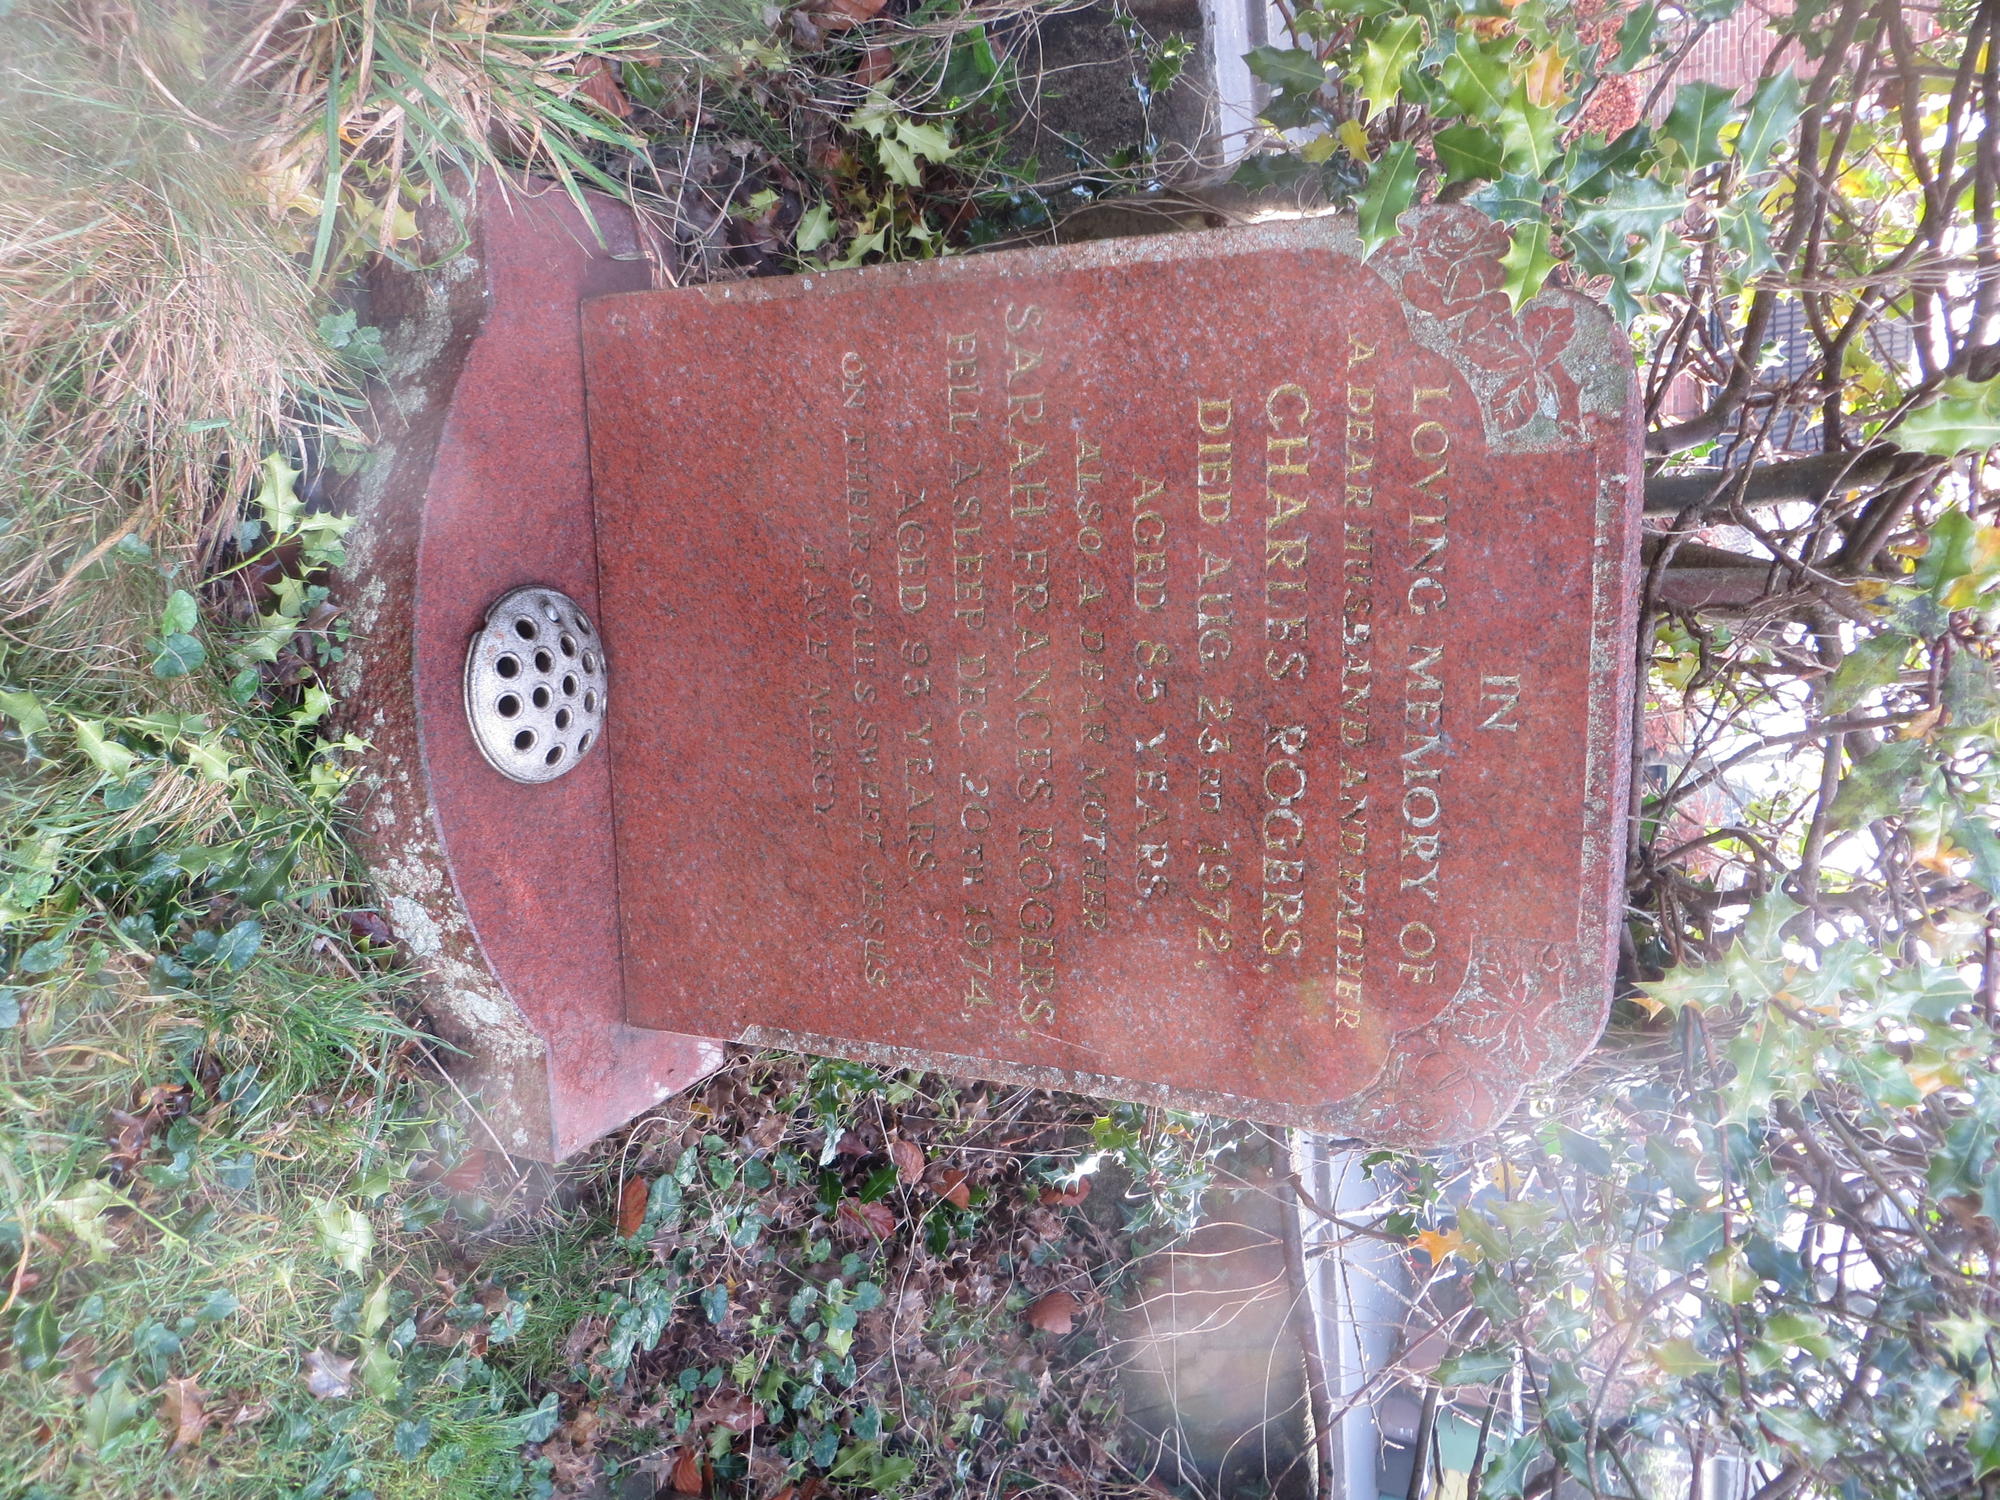 IN
LOVING MEMORY OF
A DEAR HUSBAND AND FATHER
CHARLES ROGERS,
DIED AUG 23RD 1972,
AGED 85 YEARS
ALSO A DEAR MOTHER
SARAH FRANCES ROGERS,
FELL ASLEEP DEC. 20TH 1974,
AGED 93 YEARS,
ON THEIR SOULS SWEET JESUS
HAVE MERCY